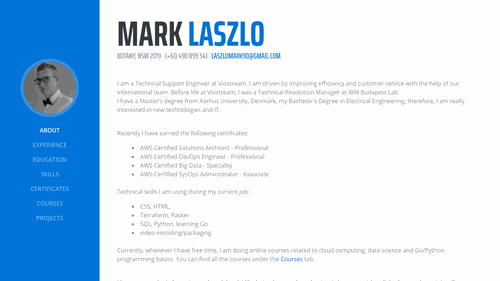 MARK LASZLO
BOTANY, NSW 2019 · (+61) 490 899 541 · LASZLOMARK90@GMAIL.COM
I am a Technical Support Engineer at Viostream. I am driven by improving efficiency and customer service with the help of our
international team. Before life at Viostream, I was a Technical Resolution Manager at IBM Budapest Lab.
I have a Master's degree from Aarhus University, Denmark, my Bachelor's Degree in Electrical Engineering, therefore, I am really
interested in new technologies and IT.
ABOUT
EXPERIENCE
EDUCATION
SKILLS
CERTIFICATES
COURSES
PROJECTS
Recently I have earned the following certificates:
• AWS Certified Solutions Architect - Professional
• AWS Certified DevOps Engineer - Professional
• AWS Certified Big Data - Speciality
• AWS Certified SysOps Administrator - Associate
Technical skills I am using during my current job:
• CSS, HTML,
• Terraform, Packer
• SQL, Python, learning Go
• video encoding/packaging.
Currently, whenever I have free time, I am doing online courses related to cloud computing, data science and Go/Python
programming basics. You can find all the courses under the Courses tab.